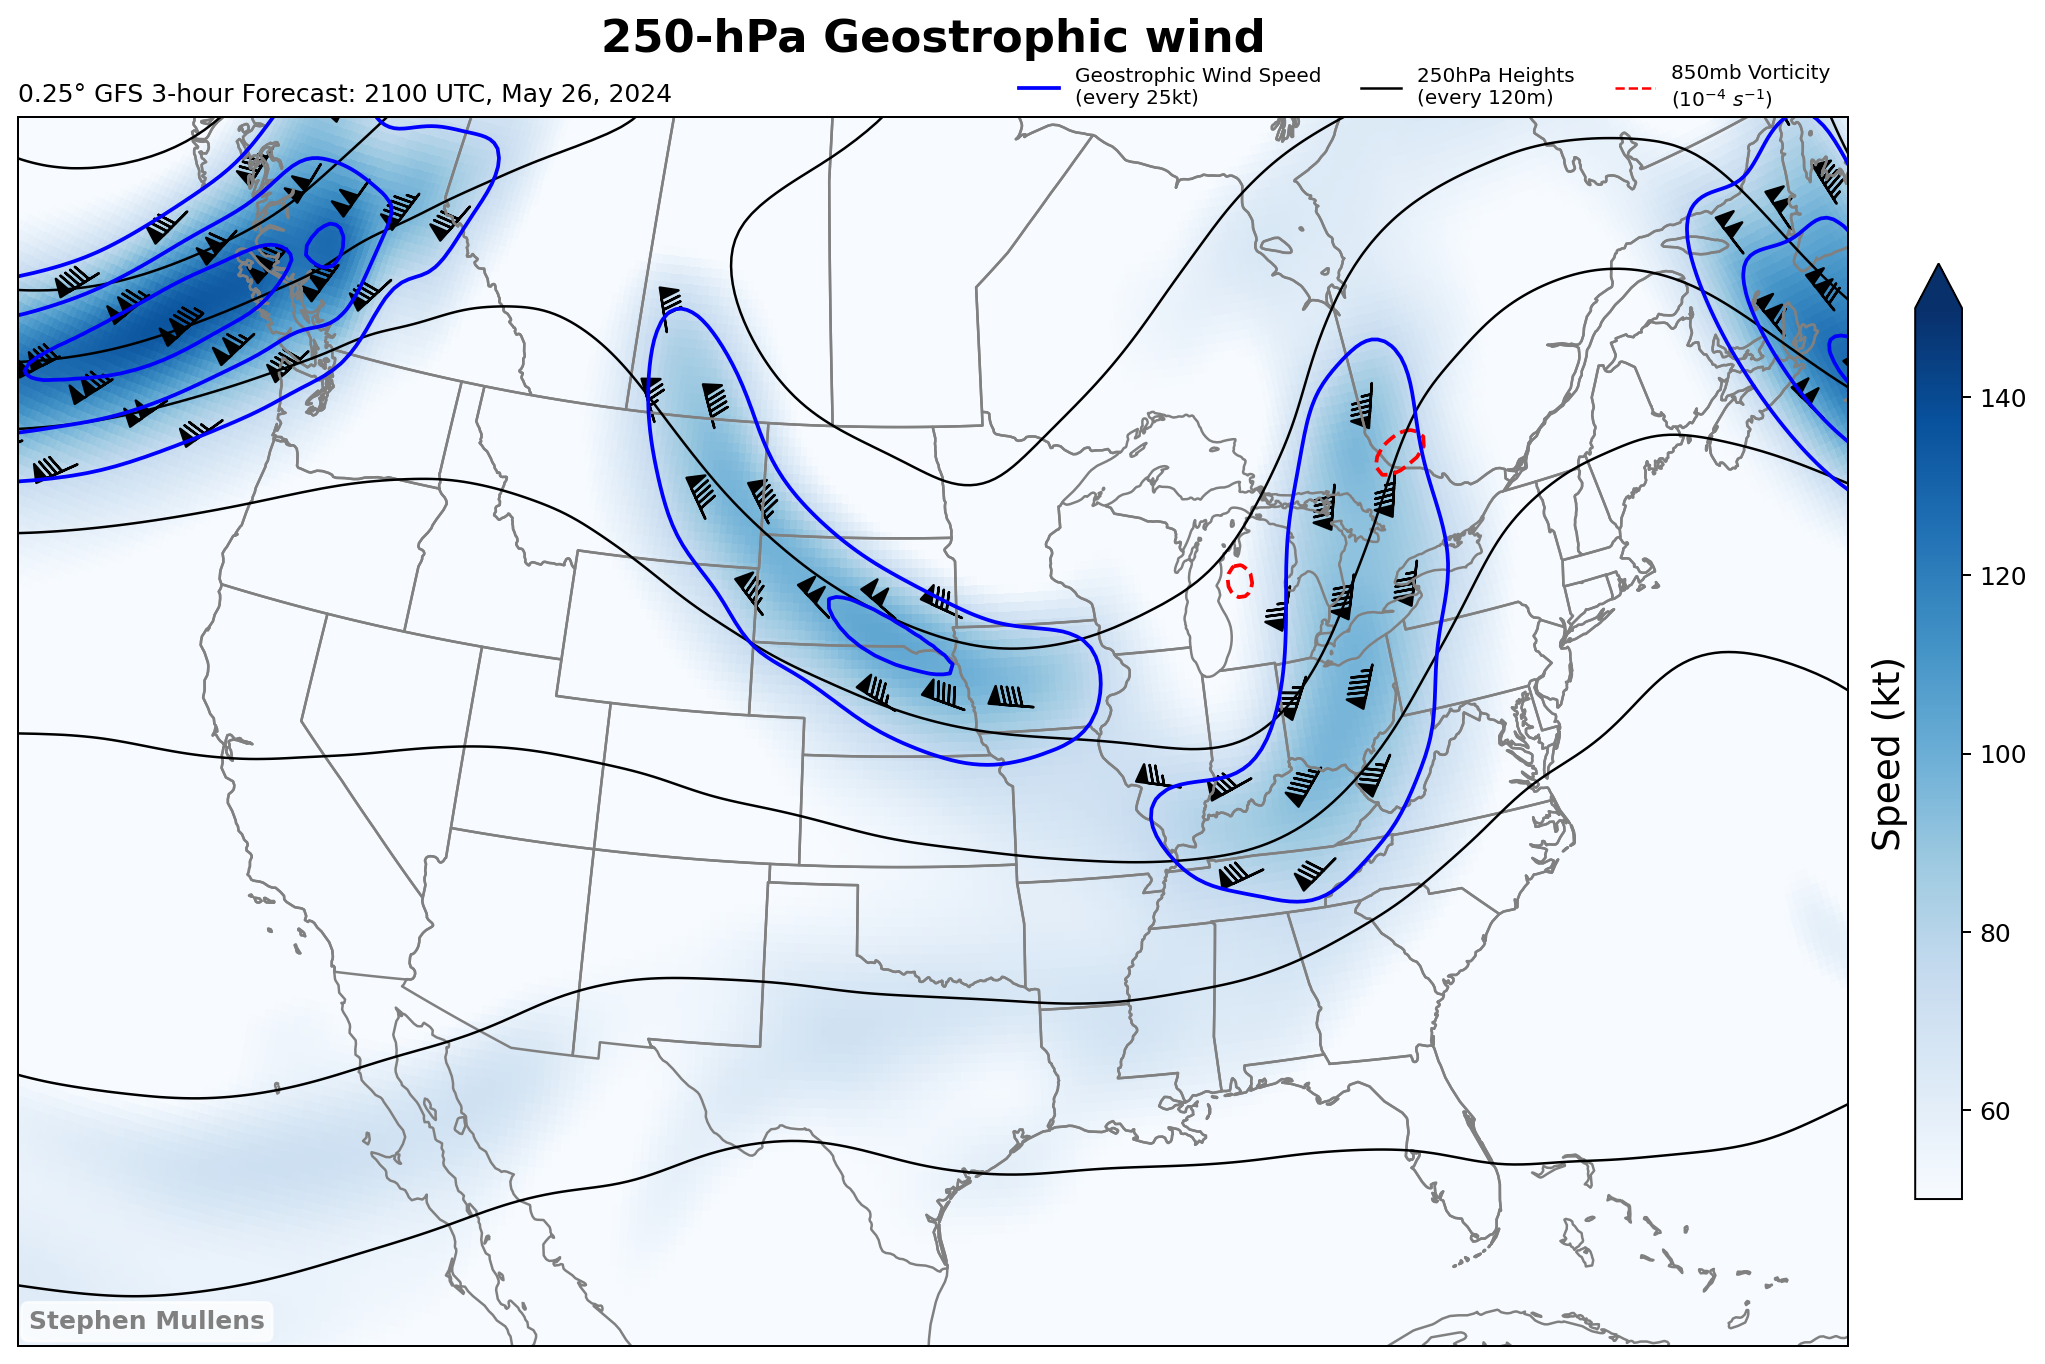 250-hPa Geostrophic wind
0.25° GFS 3-hour Forecast: 2100 UTC, May 26, 2024
Geostrophic Wind Speed
(every 25kt)
250hPa Heights
(every 120m)
850mb Vorticity
(10⁻⁴ s⁻¹)
140
120
100
80
60
Speed (kt)
Stephen Mullens